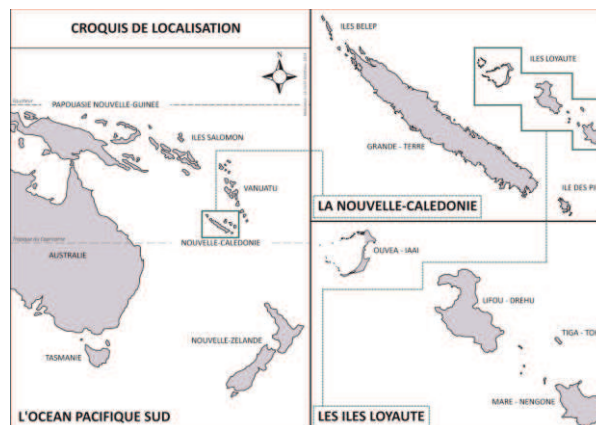 CROQUIS DE LOCALISATION
N
PAPOUASIE NOUVELLE-GUINEE
ILES SALOMON
VANUATU
NOUVELLE-CALEDONIE
AUSTRALIE
NOUVELLE-ZELANDE
TASMANIE
L'OCEAN PACIFIQUE SUD
ILES BELEP
ILES LOYAUTE
GRANDE - TERRE
ILE DES PI
LA NOUVELLE-CALEDONIE
OUVEA - IAAI
LIFOU - DREHU
TIGA - TO
MARE - NENGONE
LES ILES LOYAUTE